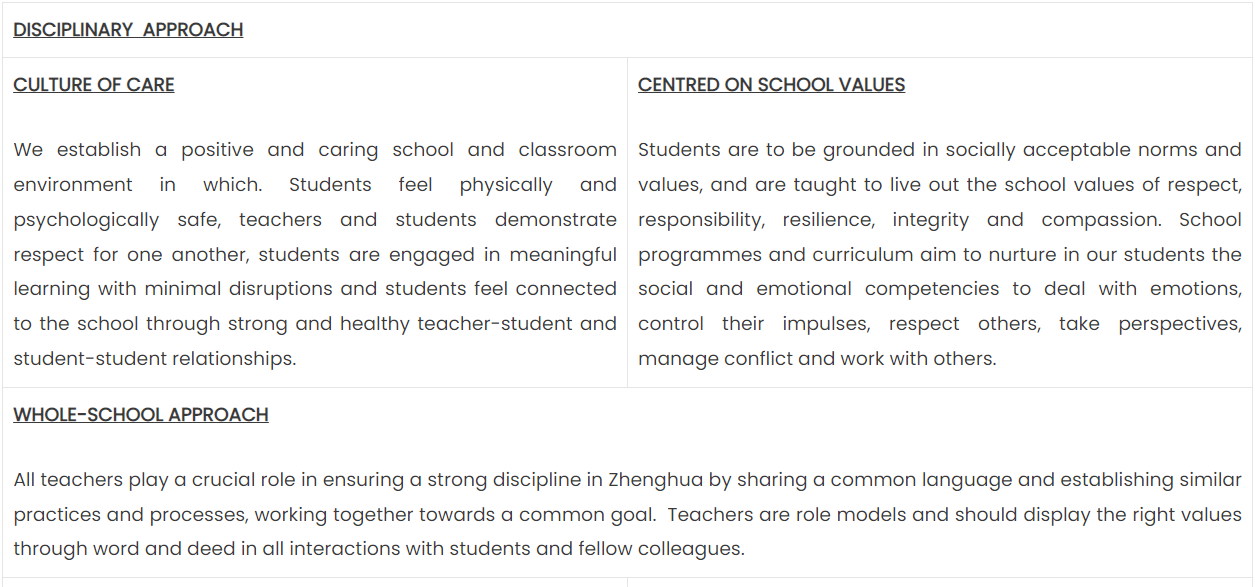 DISCIPLINARY  APPROACH
CULTURE OF CARE
We establish a positive and caring school and classroom
environment in which. Students feel physically and
psychologically safe, teachers and students demonstrate
respect for one another, students are engaged in meaningful
learning with minimal disruptions and students feel connected
to the school through strong and healthy teacher-student and
student-student relationships.
CENTRED ON SCHOOL VALUES
Students are to be grounded in socially acceptable norms and
values, and are taught to live out the school values of respect,
responsibility, resilience, integrity and compassion. School
programmes and curriculum aim to nurture in our students the
social and emotional competencies to deal with emotions,
control their impulses, respect others, take perspectives,
manage conflict and work with others.
WHOLE-SCHOOL APPROACH
All teachers play a crucial role in ensuring a strong discipline in Zhenghua by sharing a common language and establishing similar
practices and processes, working together towards a common goal.  Teachers are role models and should display the right values
through word and deed in all interactions with students and fellow colleagues.